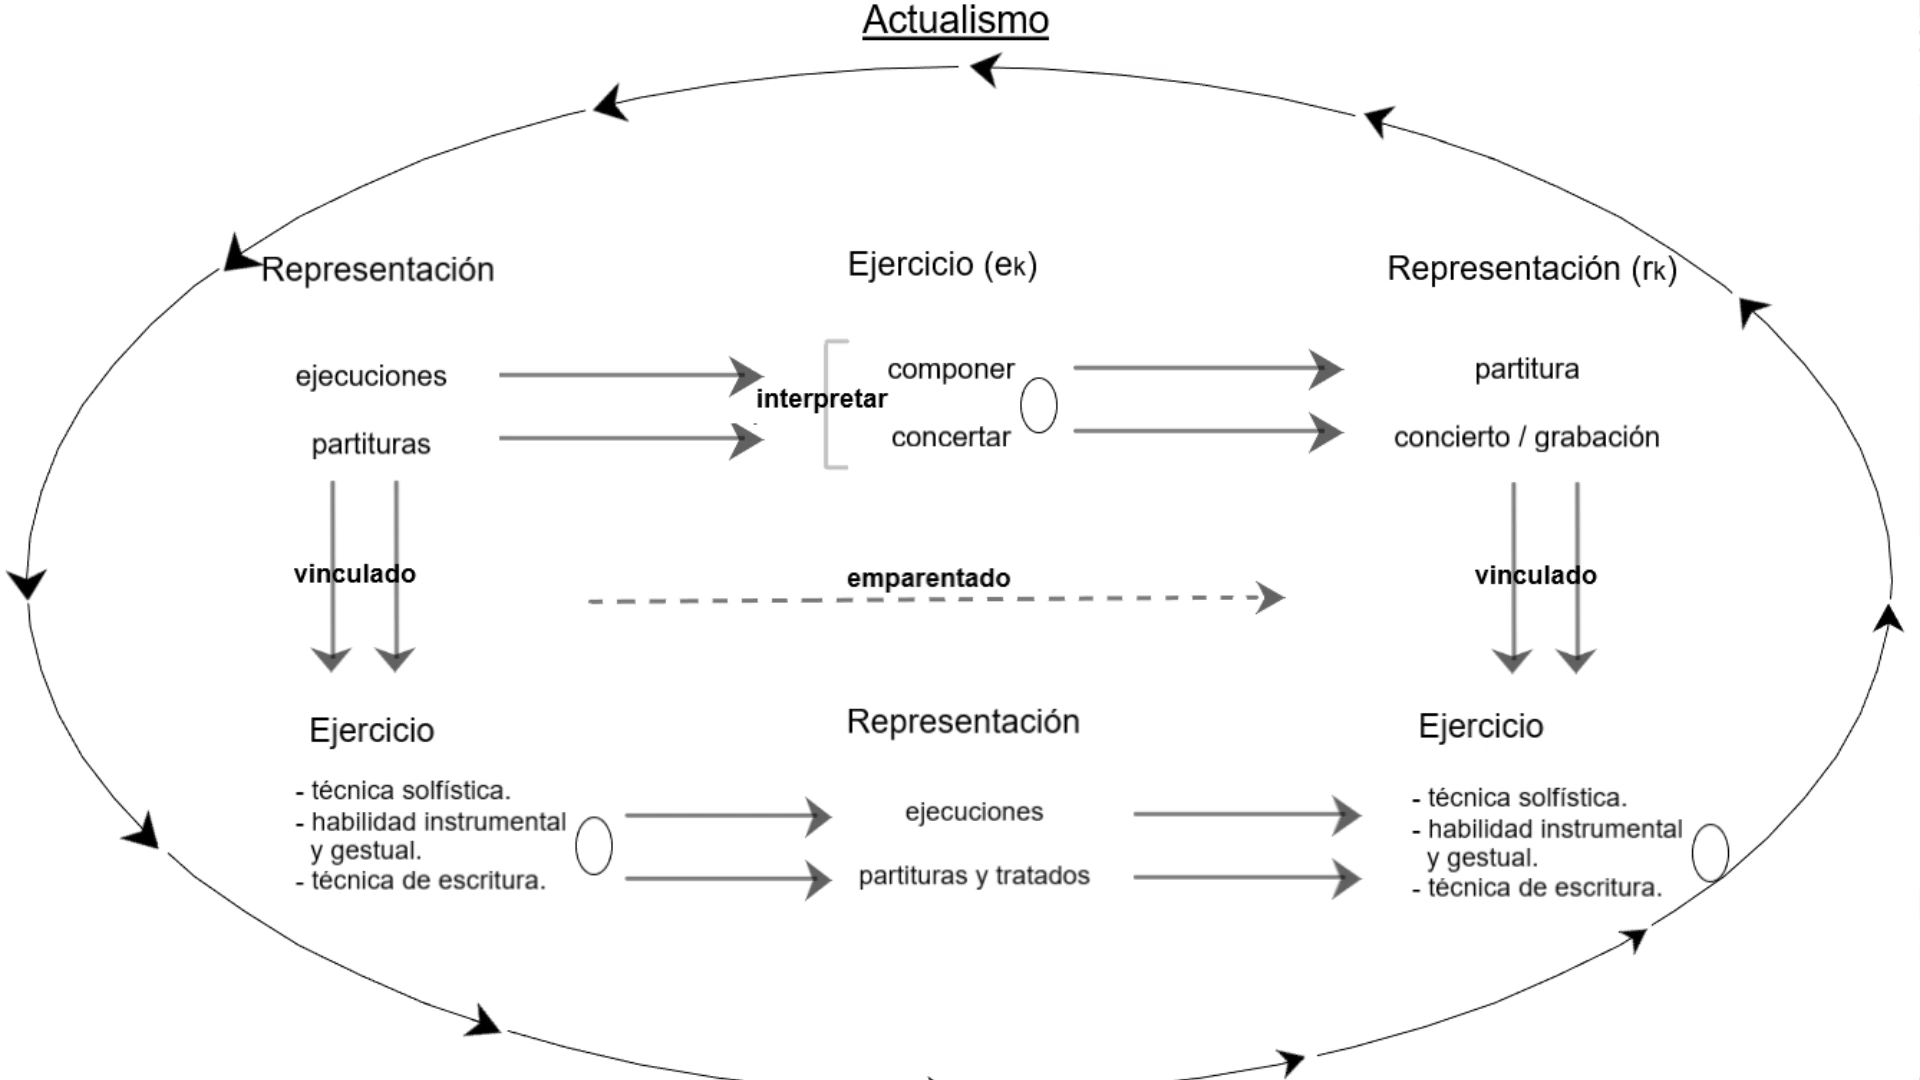 Actualismo
Representación
Ejercicio (ek)
Representación (rk)
ejecuciones
componer
partitura
interpretar
partituras
concertar
concierto / grabación
vinculado
emparentado
vinculado
Ejercicio
Representación
Ejercicio
- técnica solfística.
- habilidad instrumental
y gestual.
- técnica de escritura.
ejecuciones
partituras y tratados
- técnica solfística.
- habilidad instrumental
y gestual.
- técnica de escritura.